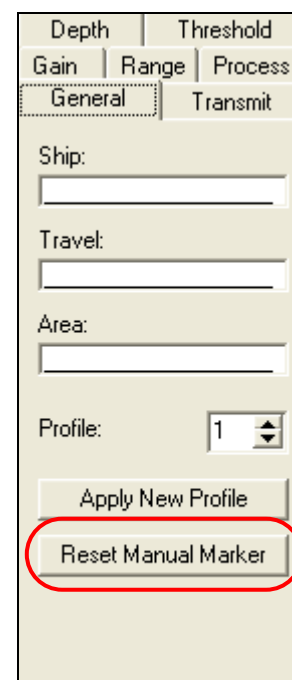 Depth Threshold
Gain Range Process
General Transmit
Ship:
Travel:
Area:
Profile: 1
Apply New Profile
Reset Manual Marker